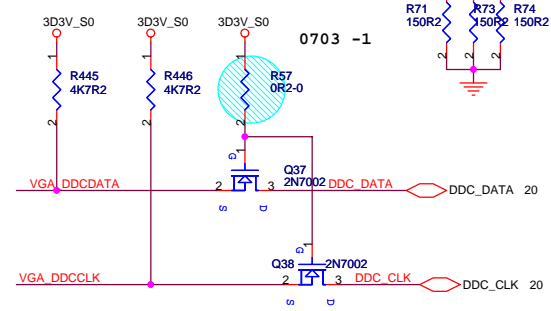 3D3V_S0 3D3V_S0 3D3V_S0
0703 -1
R71
150R2
R73
150R2
R74
150R2
2 2 2
1 1 1
R445
4K7R2
R446
4K7R2
R57
0R2-0
2 2 2
G 1
Q37
2N7002
VGA_DDCDATA 2 3 DDC_DATA DDC_DATA 20
S D
G 1
Q38 2N7002
VGA_DDCCLK 2 3 DDC_CLK DDC_CLK 20
S D